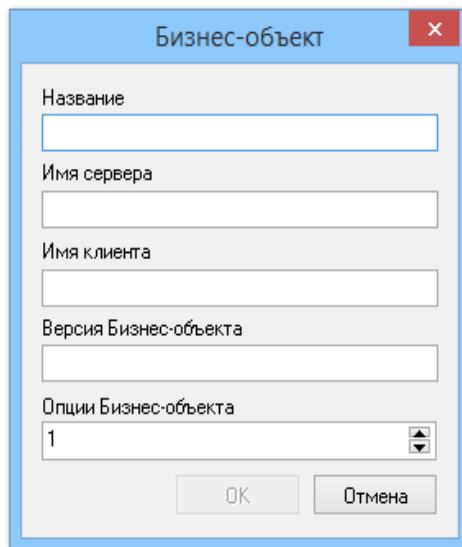 Бизнес-объект
Название
Имя сервера
Имя клиента
Версия Бизнес-объекта
Опции Бизнес-объекта
1
OK Отмена